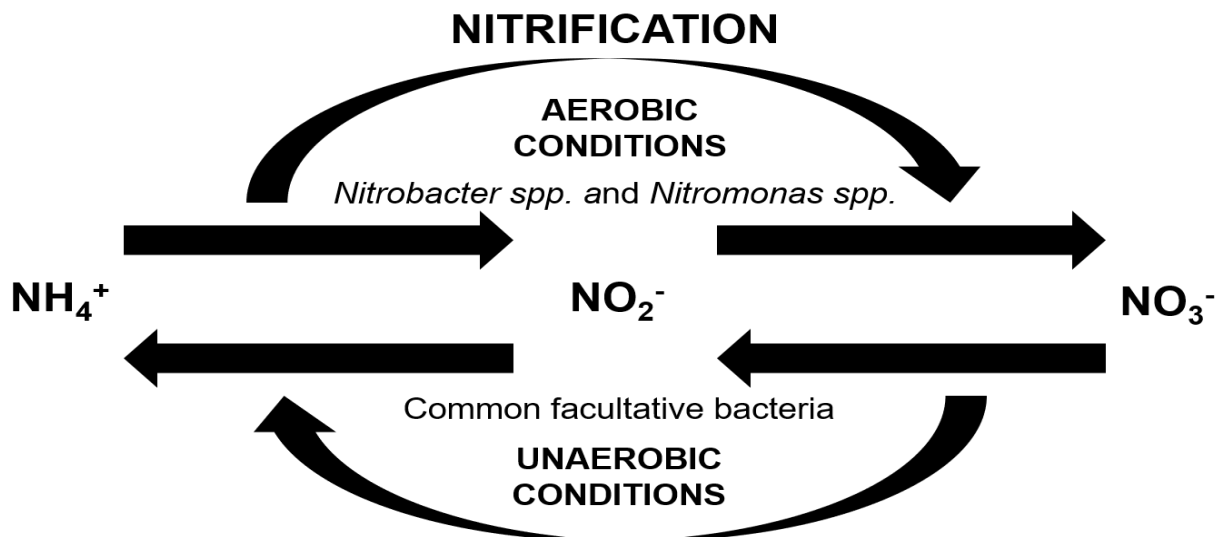 NITRIFICATION
AEROBIC
CONDITIONS
Nitrobacter spp. and Nitromonas spp.
NH₄⁺ NO₂⁻ NO₃⁻
Common facultative bacteria
UNAEROBIC
CONDITIONS